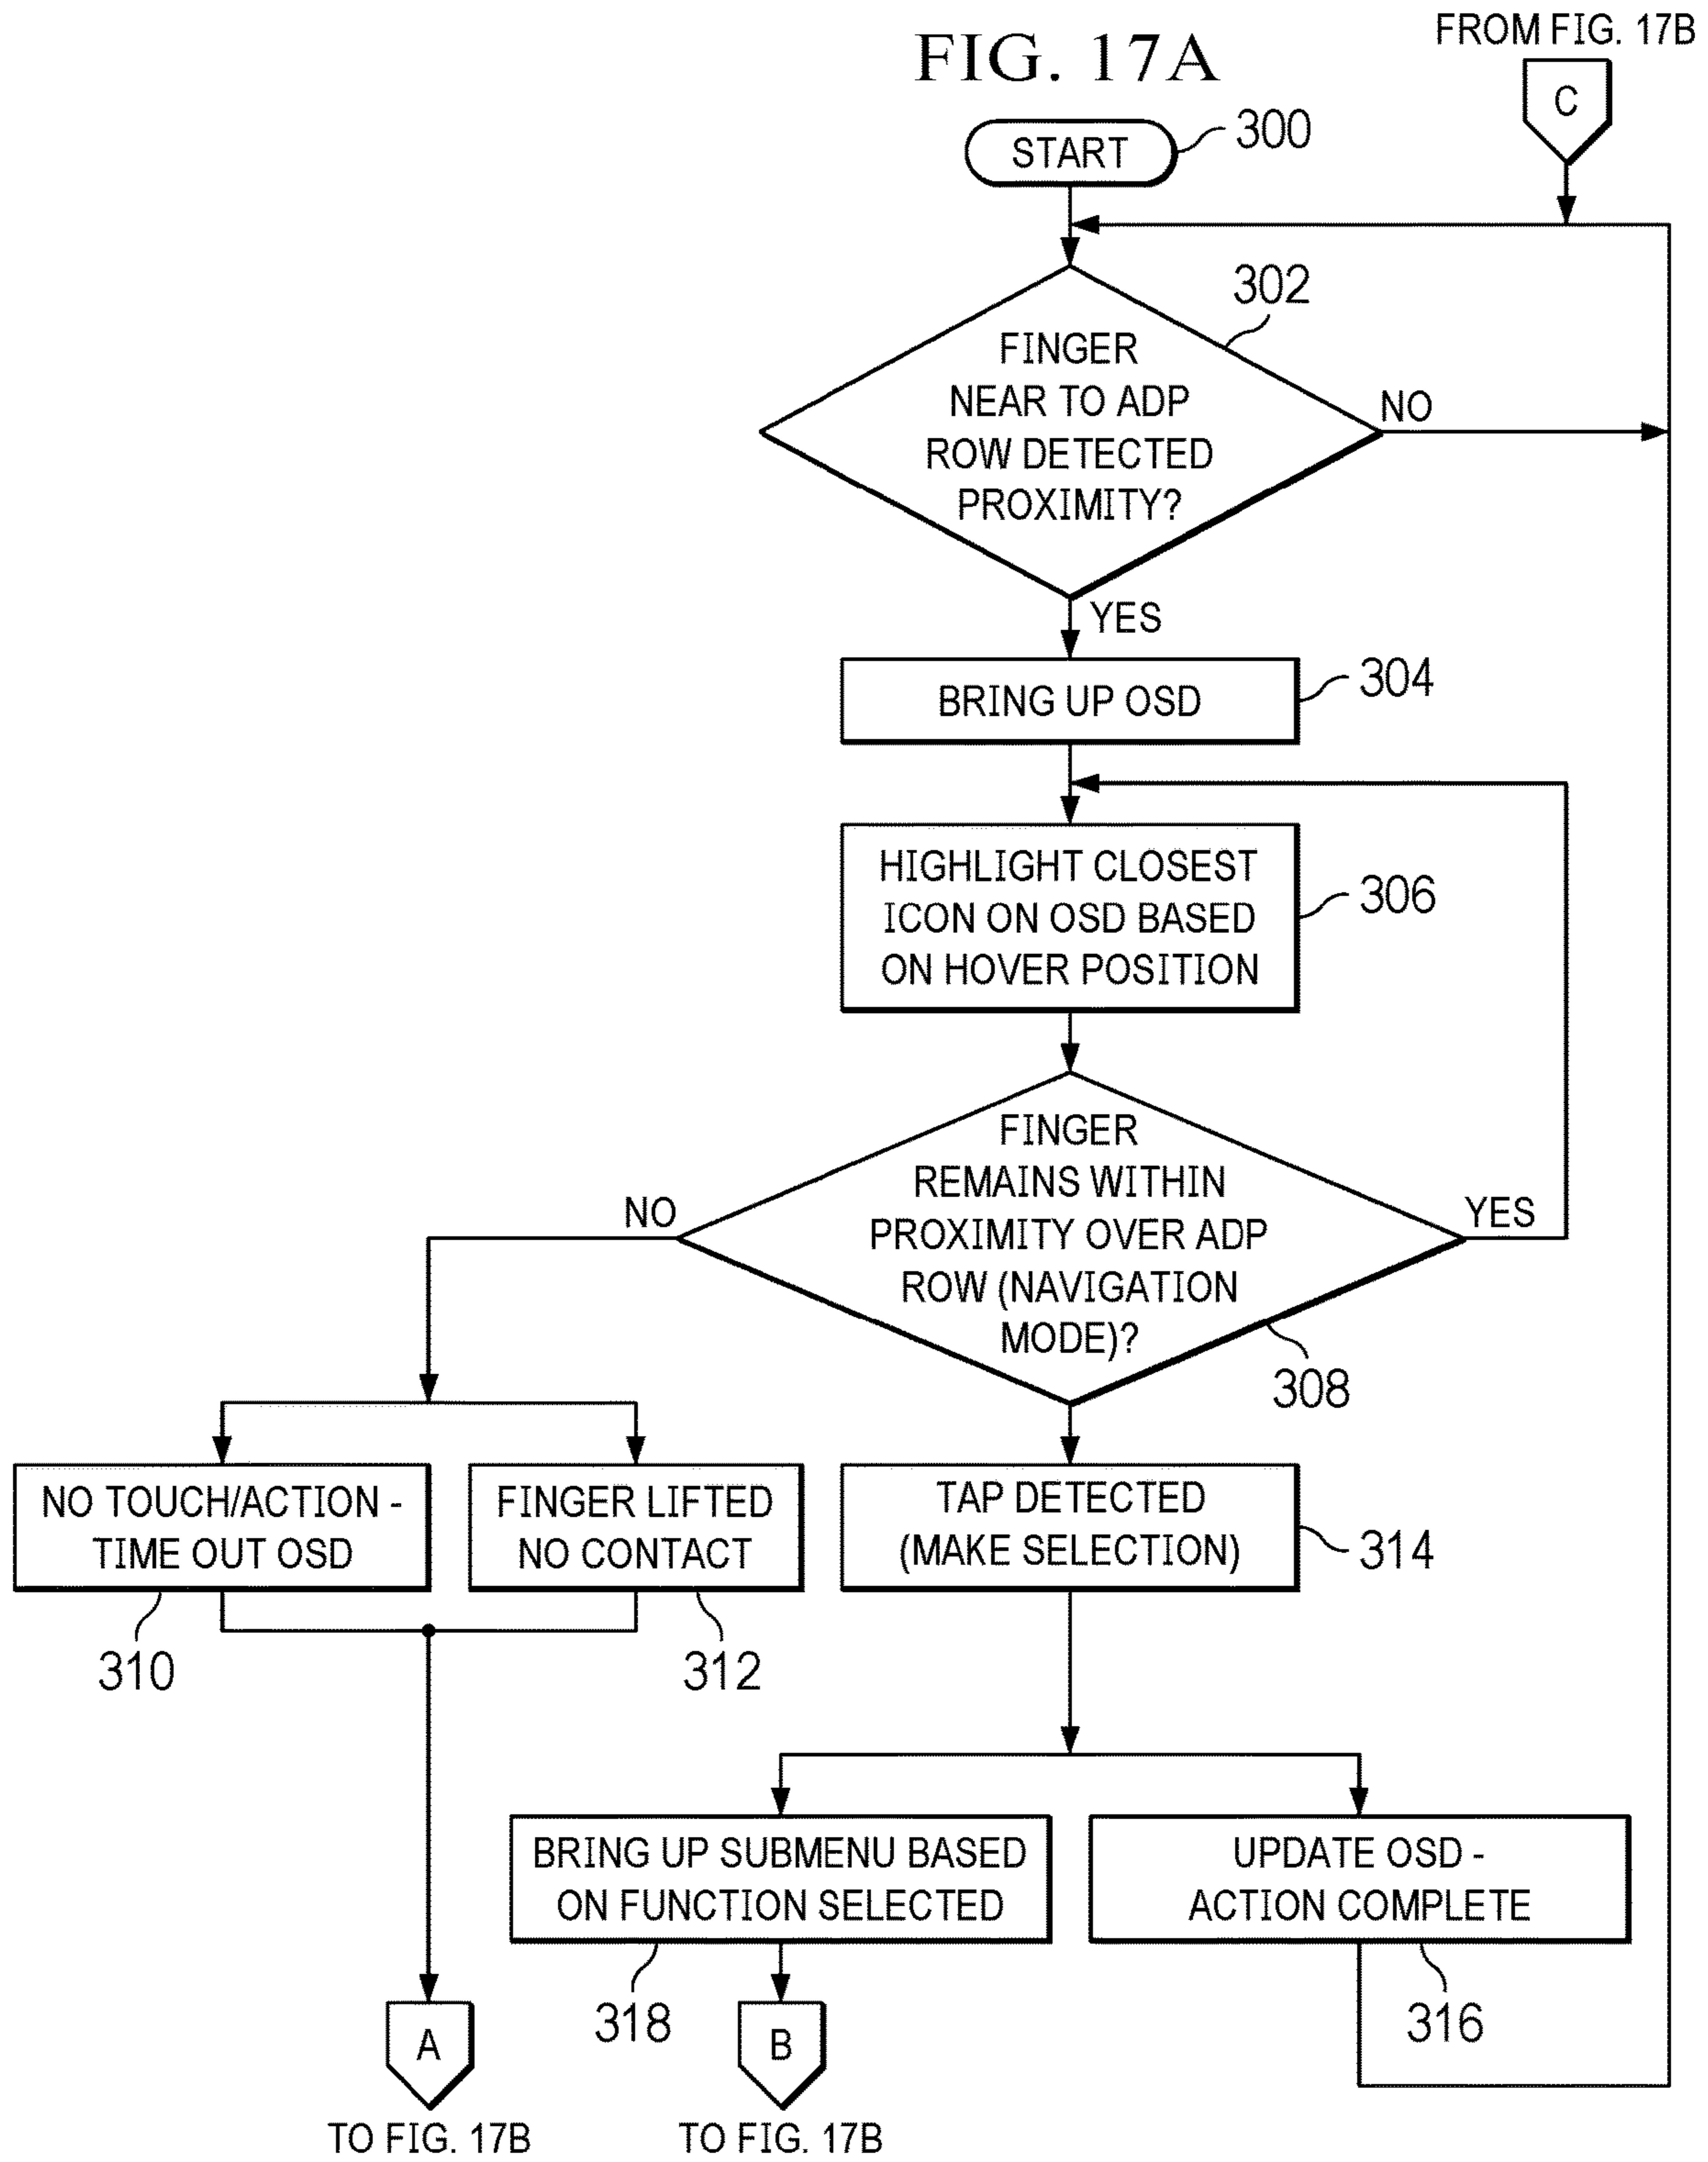 FROM FIG. 17B
FIG. 17A
C
START
300
302
FINGER
NEAR TO ADP
ROW DETECTED
PROXIMITY?
NO
YES
BRING UP OSD
304
HIGHLIGHT CLOSEST
ICON ON OSD BASED
ON HOVER POSITION
306
FINGER
REMAINS WITHIN
PROXIMITY OVER ADP
ROW (NAVIGATION
MODE)?
NO
YES
308
NO TOUCH/ACTION -
TIME OUT OSD
310
FINGER LIFTED
NO CONTACT
312
TAP DETECTED
(MAKE SELECTION)
314
BRING UP SUBMENU BASED
ON FUNCTION SELECTED
318
UPDATE OSD -
ACTION COMPLETE
316
A
TO FIG. 17B
B
TO FIG. 17B